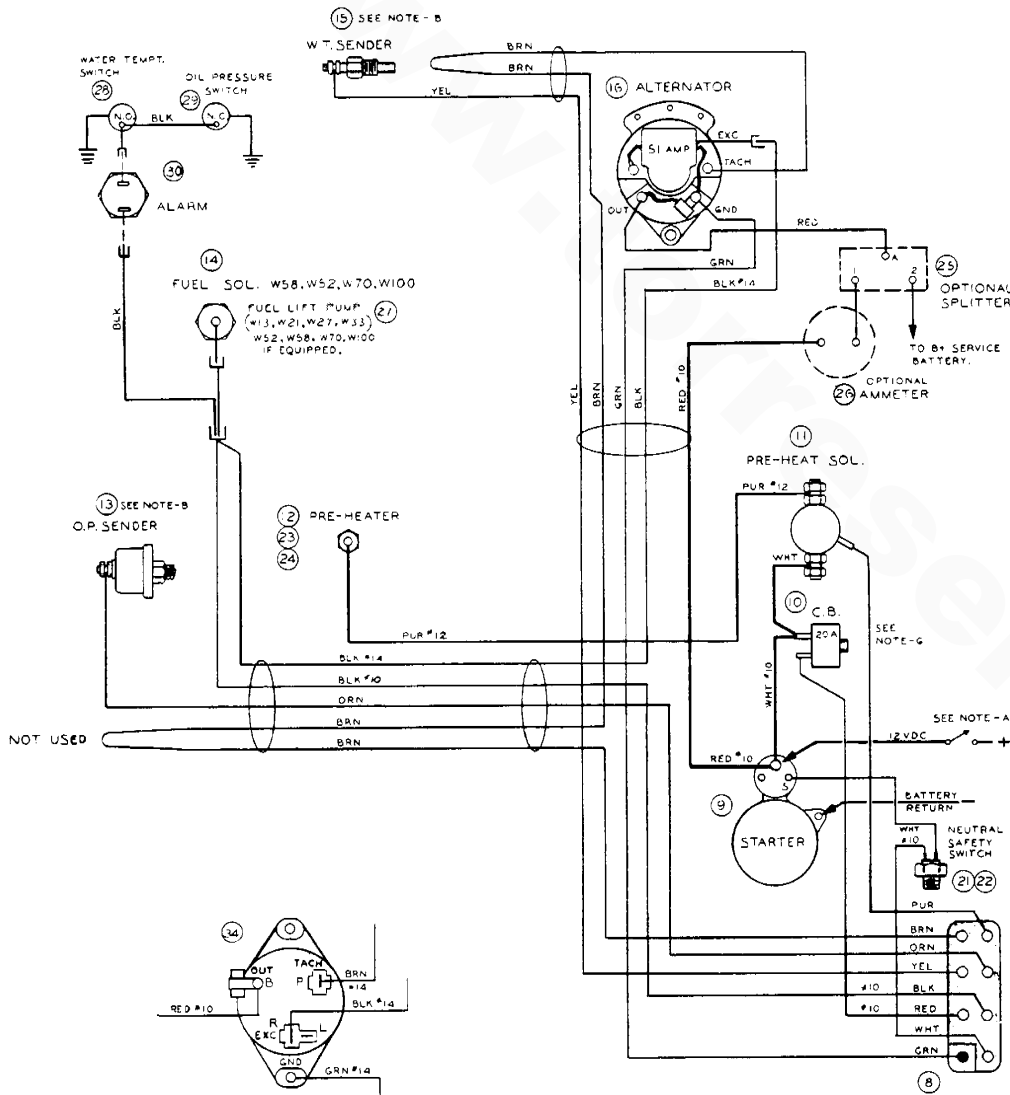 15 SEE NOTE - B
W.T. SENDER
BRN
BRN
YEL
WATER TEMPT.
SWITCH
28
OIL PRESSURE
SWITCH
29
N.O.
BLK
N.C.
30
ALARM
16 ALTERNATOR
51 AMP
EXC
TACH
OUT
GND
RED
GRN
BLK#14
A
1
2
25
OPTIONAL
SPLITTER
TO B+ SERVICE
BATTERY.
OPTIONAL
26 AMMETER
14
FUEL SOL. W58,W52,W70,W100
FUEL LIFT PUMP
(W13,W21,W27,W33)
27
W52,W58,W70,W100
IF EQUIPPED.
BLK
YEL
BRN
GRN
BLK
RED #10
11
PRE-HEAT SOL.
PUR #12
WHT
10
C.B.
20A
SEE
NOTE-G
13 SEE NOTE-B
O.P. SENDER
12 PRE-HEATER
23
24
PUR #12
BLK #14
BLK #10
ORN
BRN
BRN
NOT USED
WHT #10
SEE NOTE-A
12 VDC
+
RED #10
S
9
STARTER
BATTERY
RETURN
WHT
#10
NEUTRAL
SAFETY
SWITCH
21 22
PUR
BRN
ORN
YEL
#10 BLK
#10 RED
WHT
GRN
8
34
OUT
B
TACH
P
BRN
#14
BLK #14
RED #10
R
EXC
L
GND
GRN #14